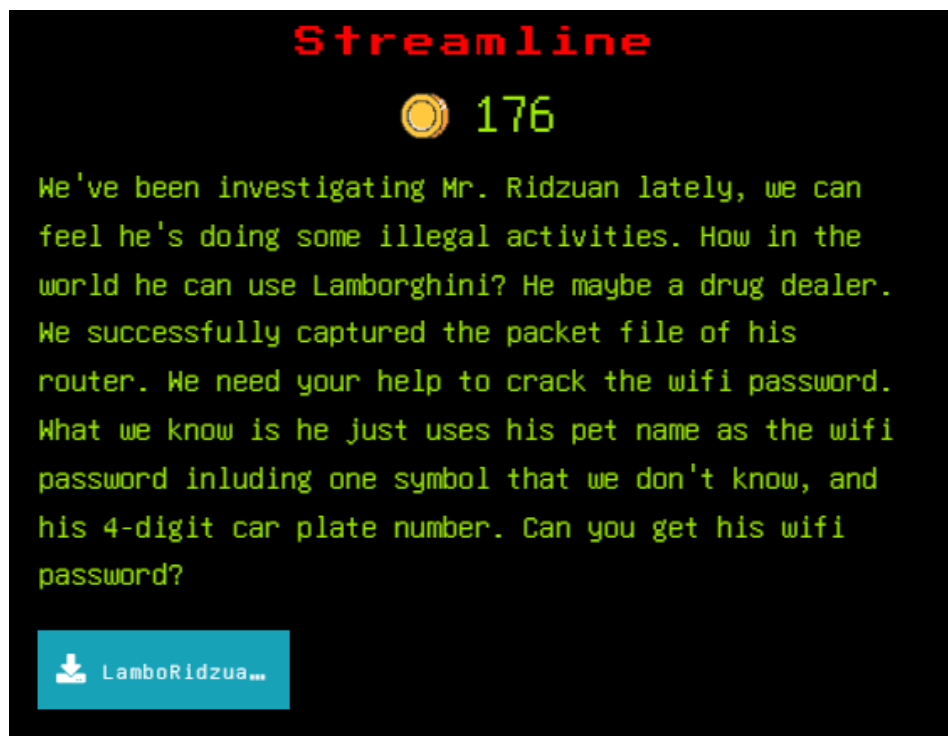 Streamline
176
We've been investigating Mr. Ridzuan lately, we can
feel he's doing some illegal activities. How in the
world he can use Lamborghini? He maybe a drug dealer.
We successfully captured the packet file of his
router. We need your help to crack the wifi password.
What we know is he just uses his pet name as the wifi
password inluding one symbol that we don't know, and
his 4-digit car plate number. Can you get his wifi
password?
LamboRidzua…